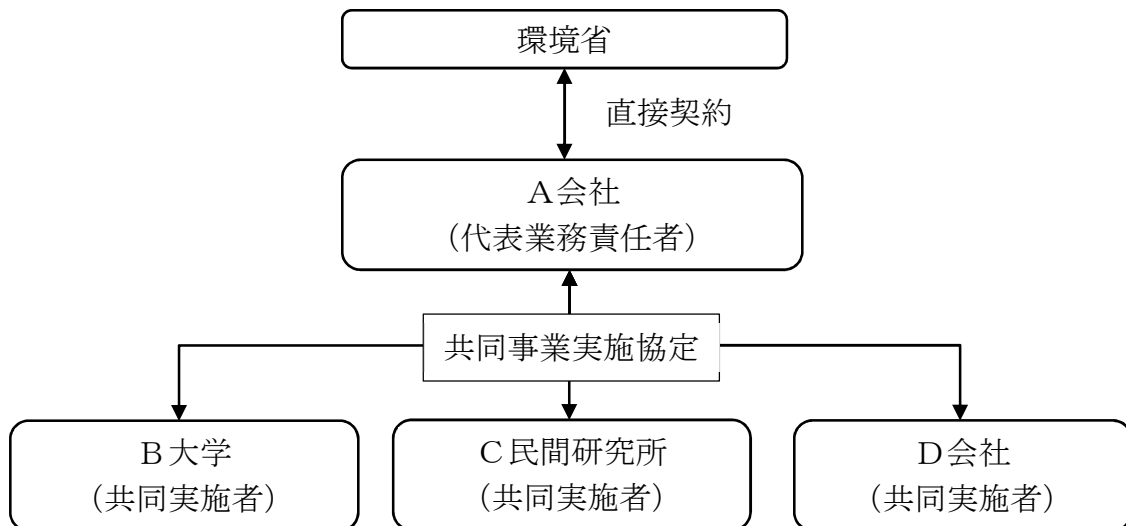 環境省
直接契約
A会社
（代表業務責任者）
共同事業実施協定
B大学
（共同実施者）
C民間研究所
（共同実施者）
D会社
（共同実施者）